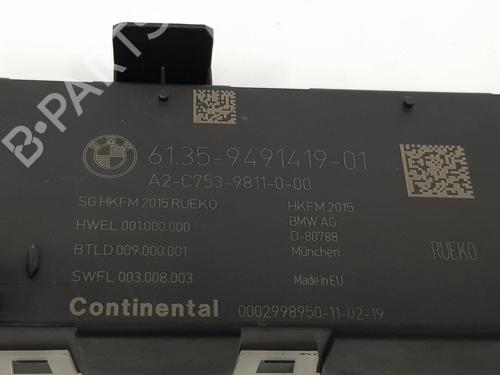 B-PARTS
BMW
61.35-9491419-01
A2-C753-9811-0-00
SG HKFM 2015 RUEKO
HWEL 001.000.000
BTLD 009.000.001
SWFL 003.008.003
HKFM 2015
BMW AG
D-80788
München
Made in EU
RUEKO
Continental
0002998950-11-02-19